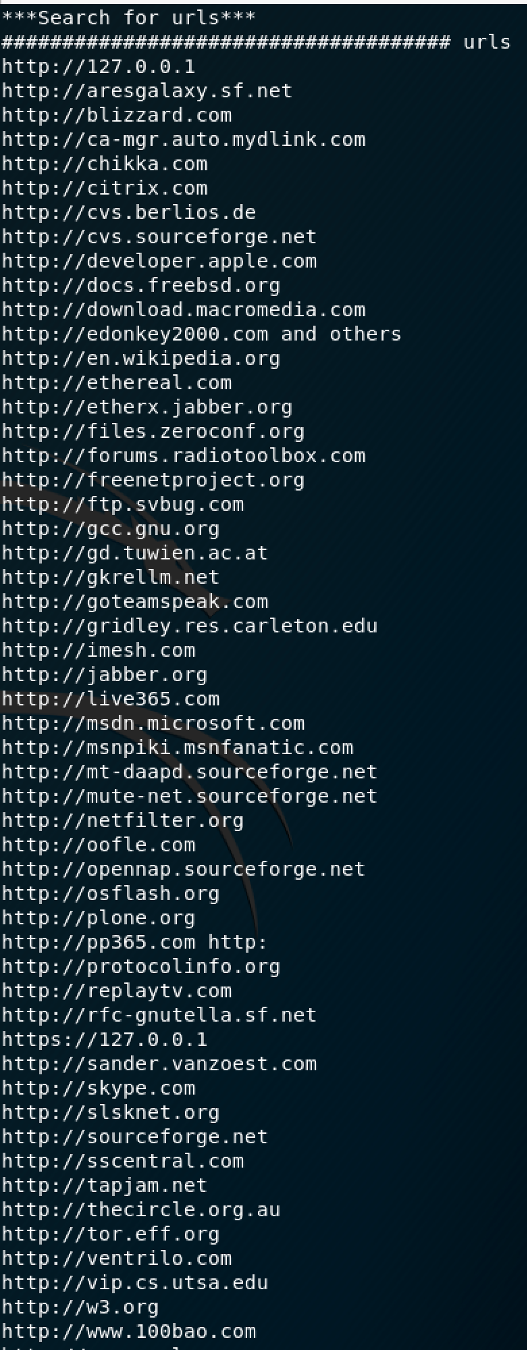 ***Search for urls***
##################################### urls
http://127.0.0.1
http://aresgalaxy.sf.net
http://blizzard.com
http://ca-mgr.auto.mydlink.com
http://chikka.com
http://citrix.com
http://cvs.berlios.de
http://cvs.sourceforge.net
http://developer.apple.com
http://docs.freebsd.org
http://download.macromedia.com
http://edonkey2000.com and others
http://en.wikipedia.org
http://ethereal.com
http://etherx.jabber.org
http://files.zeroconf.org
http://forums.radiotoolbox.com
http://freenetproject.org
http://ftp.svbug.com
http://gcc.gnu.org
http://gd.tuwien.ac.at
http://gkrellm.net
http://goteamspeak.com
http://gridley.res.carleton.edu
http://imesh.com
http://jabber.org
http://live365.com
http://msdn.microsoft.com
http://msnpiki.msnfanatic.com
http://mt-daapd.sourceforge.net
http://mute-net.sourceforge.net
http://netfilter.org
http://oofle.com
http://opennap.sourceforge.net
http://osflash.org
http://plone.org
http://pp365.com http:
http://protocolinfo.org
http://replaytv.com
http://rfc-gnutella.sf.net
https://127.0.0.1
http://sander.vanzoest.com
http://skype.com
http://slsknet.org
http://sourceforge.net
http://sscentral.com
http://tapjam.net
http://thecircle.org.au
http://tor.eff.org
http://ventrilo.com
http://vip.cs.utsa.edu
http://w3.org
http://www.100bao.com